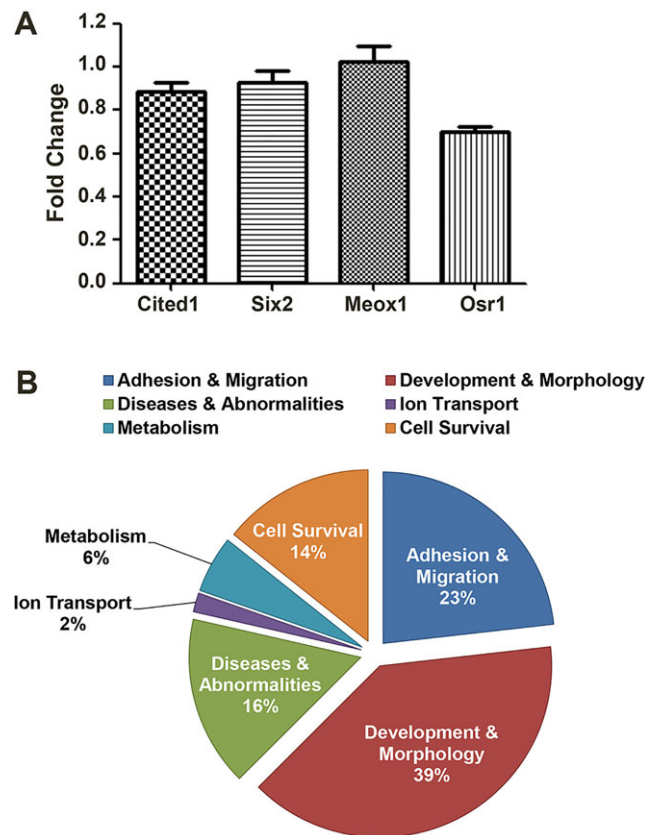 A
Fold Change
1.2
1.0
0.8
0.6
0.4
0.2
0.0
Cited1 Six2 Meox1 Osr1
B
Adhesion & Migration
Development & Morphology
Diseases & Abnormalities
Ion Transport
Metabolism
Cell Survival
Cell Survival
14%
Adhesion &
Migration
23%
Metabolism
6%
Ion Transport
2%
Diseases &
Abnormalities
16%
Development &
Morphology
39%